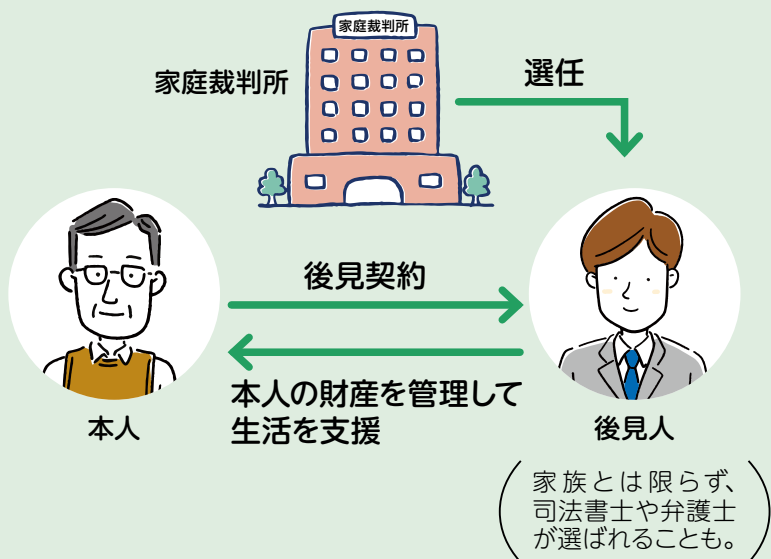 家庭裁判所
家庭裁判所
選任
後見契約
本人の財産を管理して
生活を支援
本人
後見人
家族とは限らず、
司法書士や弁護士
が選ばれることも。